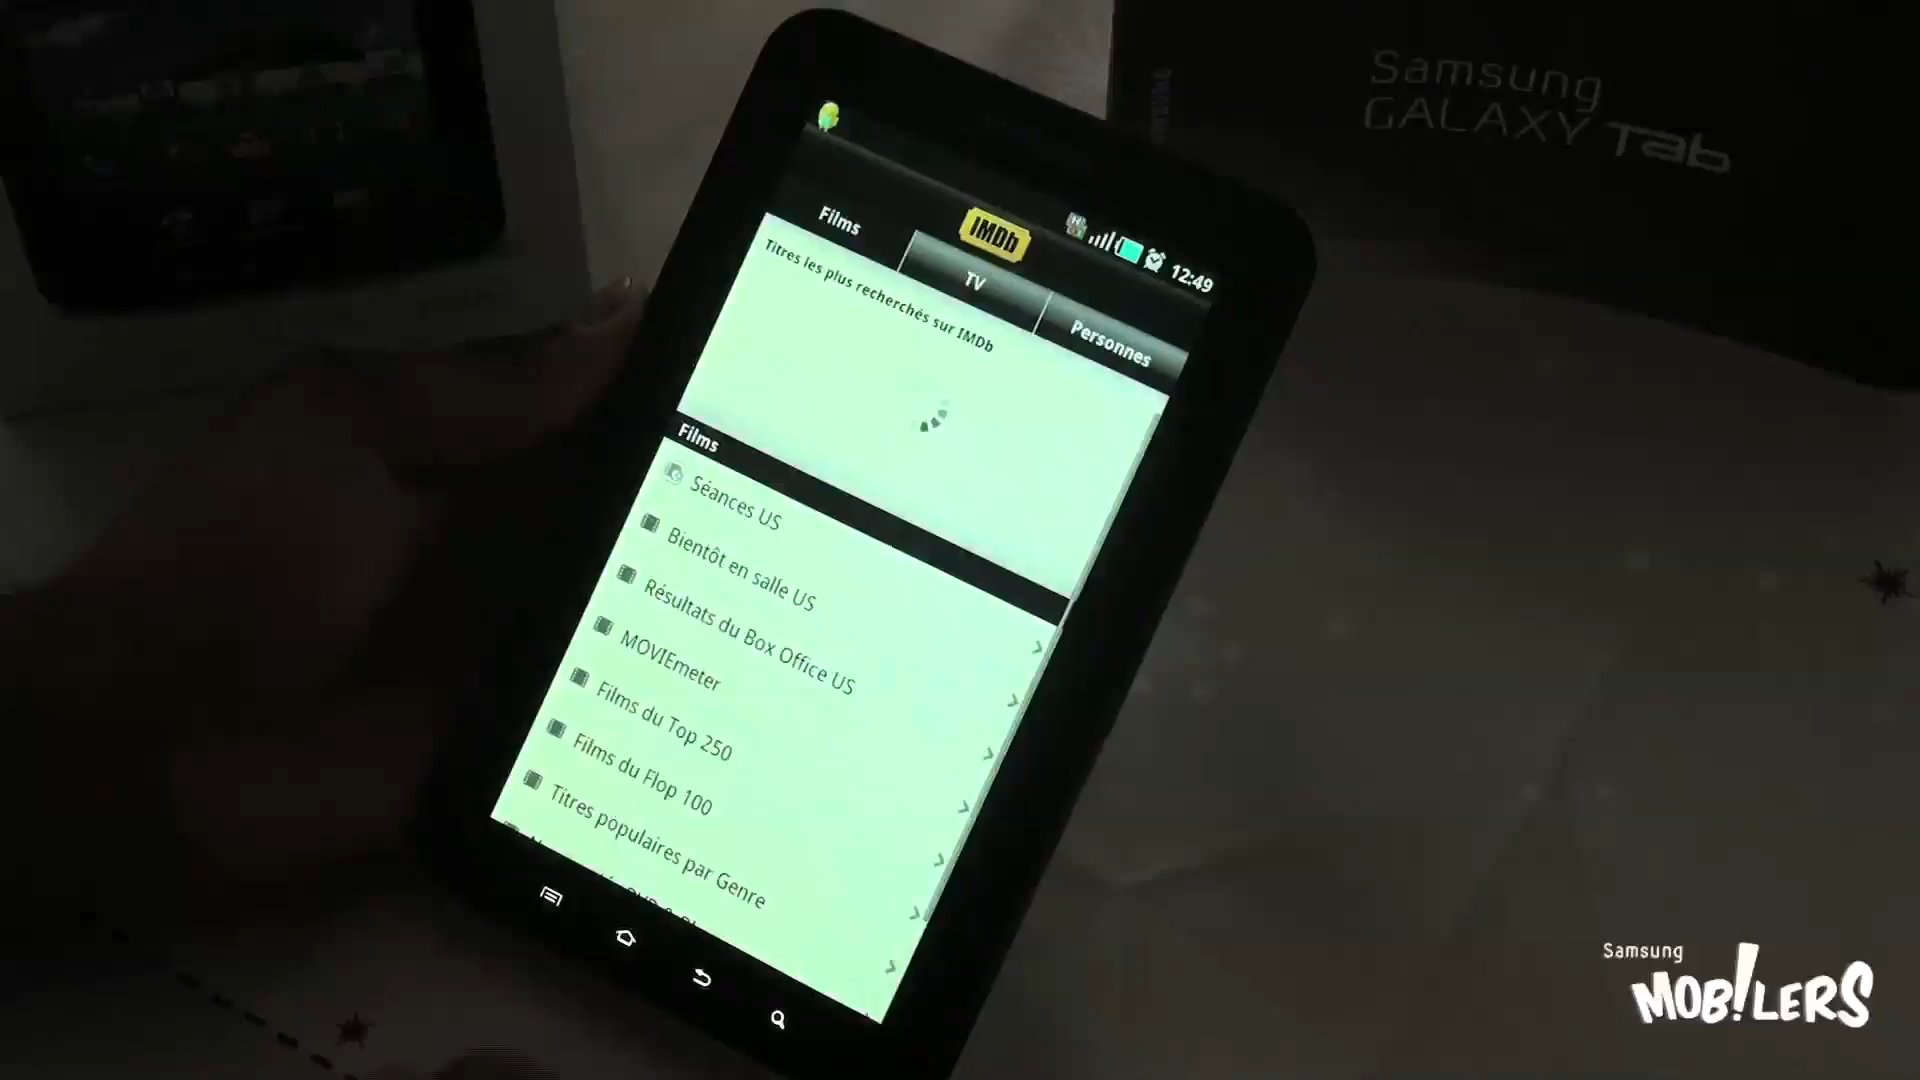 Samsung
GALAXY Tab
12:49
IMDb
Films
TV
Personnes
Titres les plus recherchés sur IMDb
Films
Séances US
Bientôt en salle US
Résultats du Box Office US
MOVIEmeter
Films du Top 250
Films du Flop 100
Titres populaires par Genre
Samsung
MOB!LERS